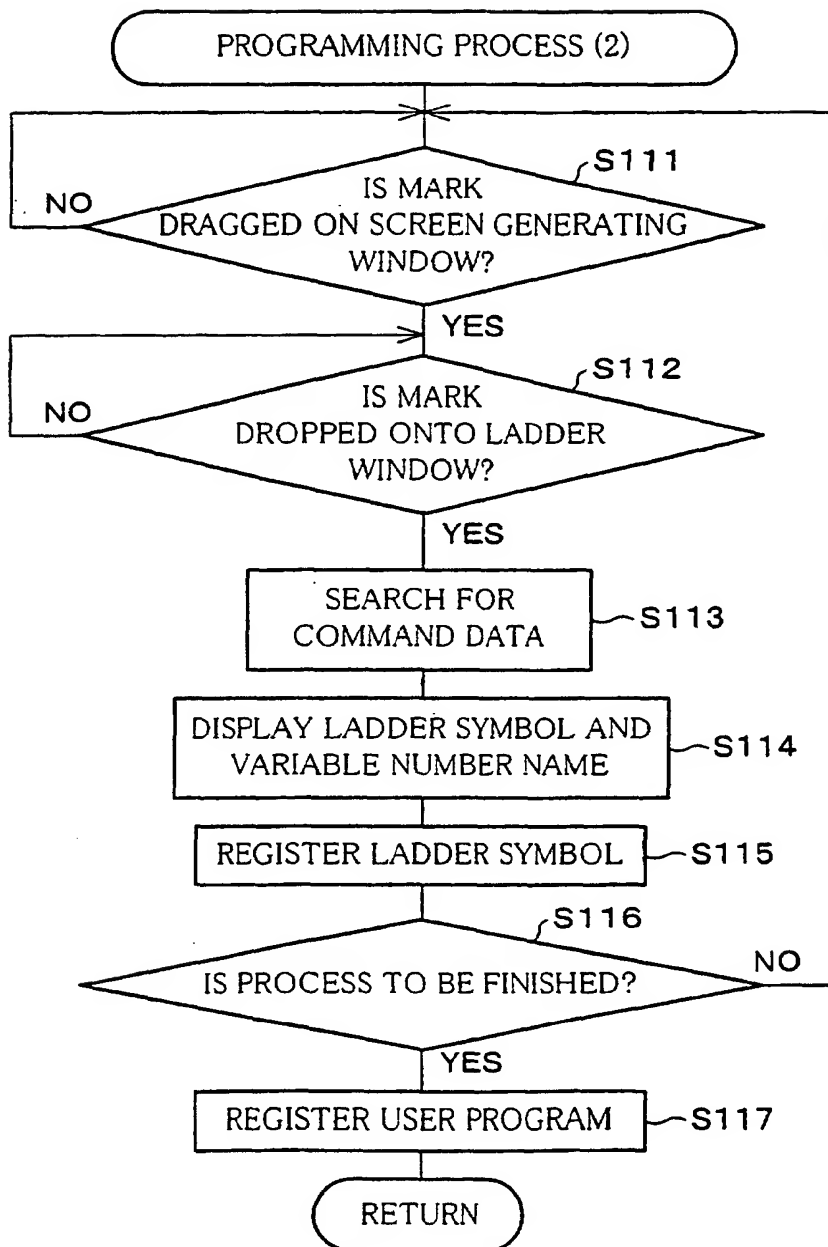 PROGRAMMING PROCESS (2)
S111
IS MARK
NO
DRAGGED ON SCREEN GENERATING
WINDOW?
YES
S112
IS MARK
NO
DROPPED ONTO LADDER
WINDOW?
YES
SEARCH FOR
COMMAND DATA
S113
DISPLAY LADDER SYMBOL AND
VARIABLE NUMBER NAME
S114
REGISTER LADDER SYMBOL
S115
S116
IS PROCESS TO BE FINISHED?
NO
YES
REGISTER USER PROGRAM
S117
RETURN